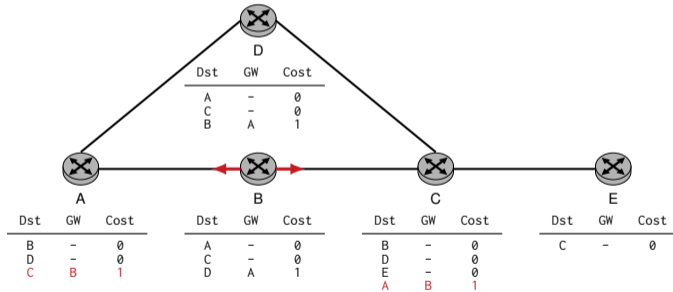 D
Dst GW Cost
A - 0
C - 0
B A 1
A
Dst GW Cost
B - 0
D - 0
C B 1
B
Dst GW Cost
A - 0
C - 0
D A 1
C
Dst GW Cost
B - 0
D - 0
E - 0
A B 1
E
Dst GW Cost
C - 0